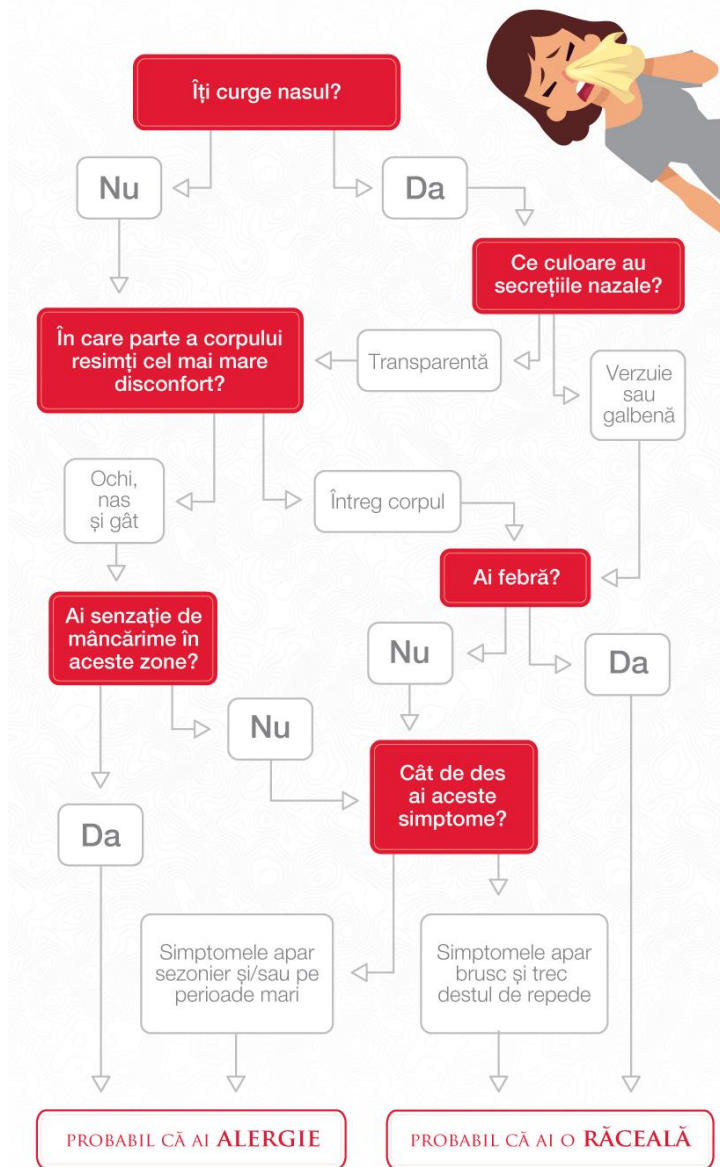 Îți curge nasul?
Nu
Da
Ce culoare au
secrețiile nazale?
În care parte a corpului
resimți cel mai mare
disconfort?
Transparentă
Verzuie
sau
galbenă
Ochi,
nas
și gât
Întreg corpul
Ai febră?
Ai senzație de
mâncărime în
aceste zone?
Nu
Da
Nu
Cât de des
ai aceste
simptome?
Da
Simptomele apar
sezonier și/sau pe
perioade mari
Simptomele apar
brusc și trec
destul de repede
PROBABIL CĂ AI ALERGIE
PROBABIL CĂ AI O RĂCEALĂ